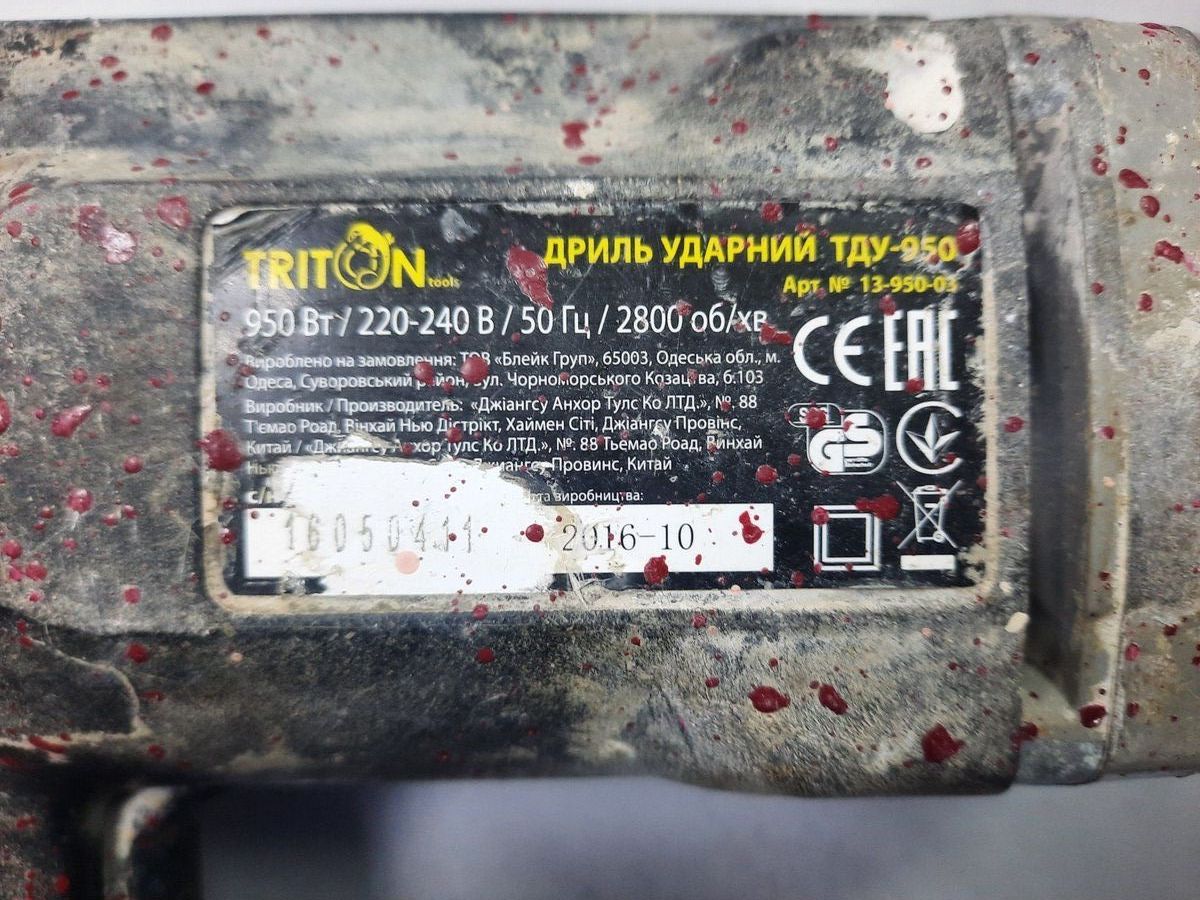 TRITON tools
ДРИЛЬ УДАРНИЙ ТДУ-950
Арт № 13-950-03
950 Вт / 220-240 В / 50 Гц / 2800 об/хв
Вироблено на замовлення: ТОВ «Блейк Груп», 65003, Одеська обл., м.
Одеса, Суворовський район, вул. Чорноморського Козацтва, б.103
Виробник / Производитель: «Джіангсу Анхор Тулс Ко ЛТД.», №. 88
Тіємао Роад, Вінхай Нью Дістрікт, Хаймен Сіті, Джіангсу Провінс,
Китай / «Джиангсу Анхор Тулс Ко ЛТД.», №. 88 Тьемао Роад, Винхай
Джиангсу Провинс, Китай
виробництва:
16050411
2016-10
CE EAC
GS